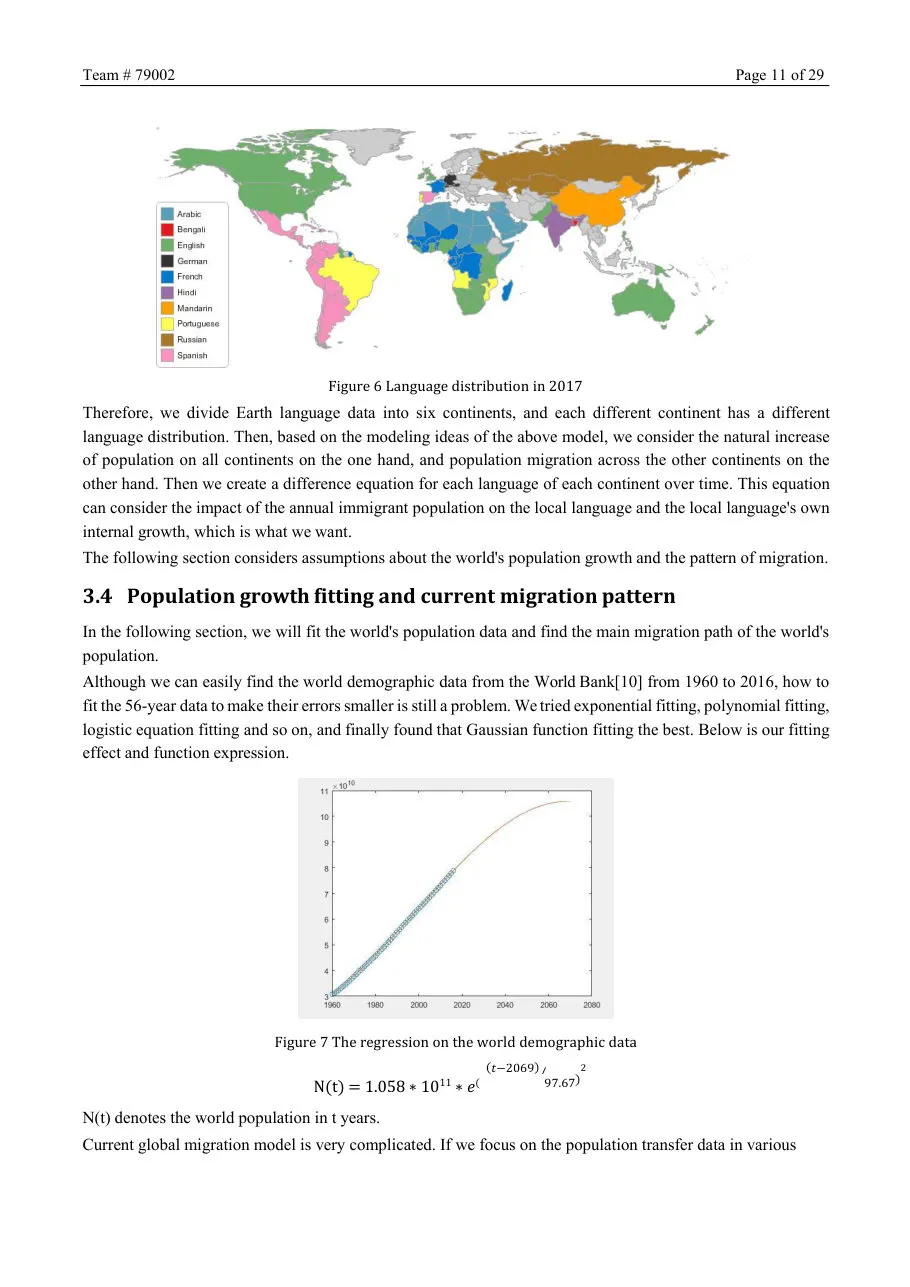 Team # 79002 Page 11 of 29
Arabic
Bengali
English
German
French
Hindi
Mandarin
Portuguese
Russian
Spanish
Figure 6 Language distribution in 2017
Therefore, we divide Earth language data into six continents, and each different continent has a different
language distribution. Then, based on the modeling ideas of the above model, we consider the natural increase
of population on all continents on the one hand, and population migration across the other continents on the
other hand. Then we create a difference equation for each language of each continent over time. This equation
can consider the impact of the annual immigrant population on the local language and the local language's own
internal growth, which is what we want.
The following section considers assumptions about the world's population growth and the pattern of migration.
3.4 Population growth fitting and current migration pattern
In the following section, we will fit the world's population data and find the main migration path of the world's
population.
Although we can easily find the world demographic data from the World Bank[10] from 1960 to 2016, how to
fit the 56-year data to make their errors smaller is still a problem. We tried exponential fitting, polynomial fitting,
logistic equation fitting and so on, and finally found that Gaussian function fitting the best. Below is our fitting
effect and function expression.
× 10^10
11
10
9
8
7
6
5
4
3
1960 1980 2000 2020 2040 2060 2080
Figure 7 The regression on the world demographic data
N(t) = 1.058 ∗ 10^11 ∗ e^( (t−2069)/97.67)^2
N(t) denotes the world population in t years.
Current global migration model is very complicated. If we focus on the population transfer data in various